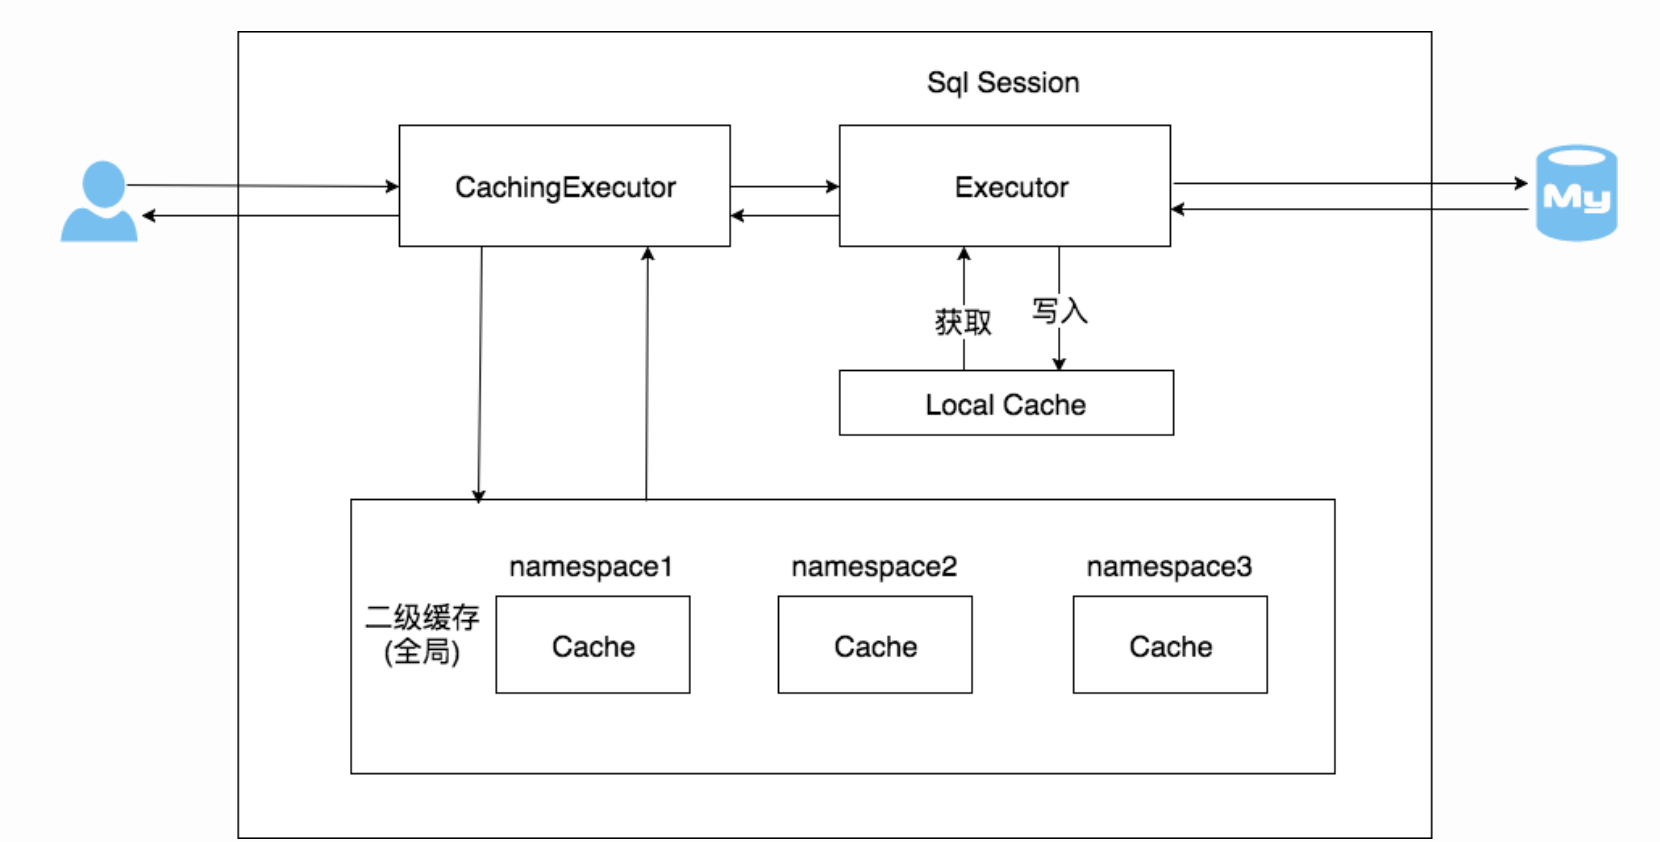 Sql Session
CachingExecutor
Executor
My
获取
写入
Local Cache
namespace1
namespace2
namespace3
二级缓存
(全局)
Cache
Cache
Cache